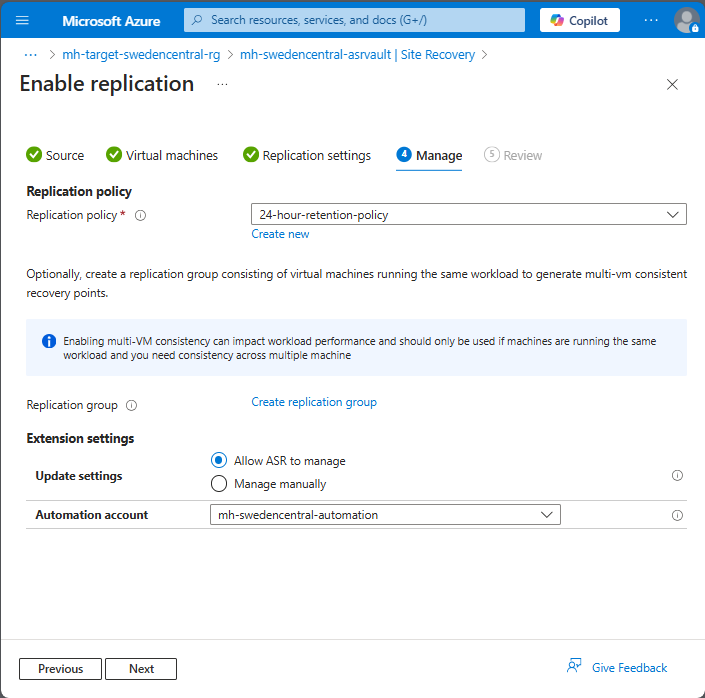 Microsoft Azure
Search resources, services, and docs (G+/)
Copilot
...
... > mh-target-swedencentral-rg > mh-swedencentral-asrvault | Site Recovery >
Enable replication ...
Source
Virtual machines
Replication settings
4 Manage
5 Review
Replication policy
Replication policy *
24-hour-retention-policy
Create new
Optionally, create a replication group consisting of virtual machines running the same workload to generate multi-vm consistent
recovery points.
Enabling multi-VM consistency can impact workload performance and should only be used if machines are running the same
workload and you need consistency across multiple machine
Replication group
Create replication group
Extension settings
Update settings
Allow ASR to manage
Manage manually
Automation account
mh-swedencentral-automation
Previous
Next
Give Feedback